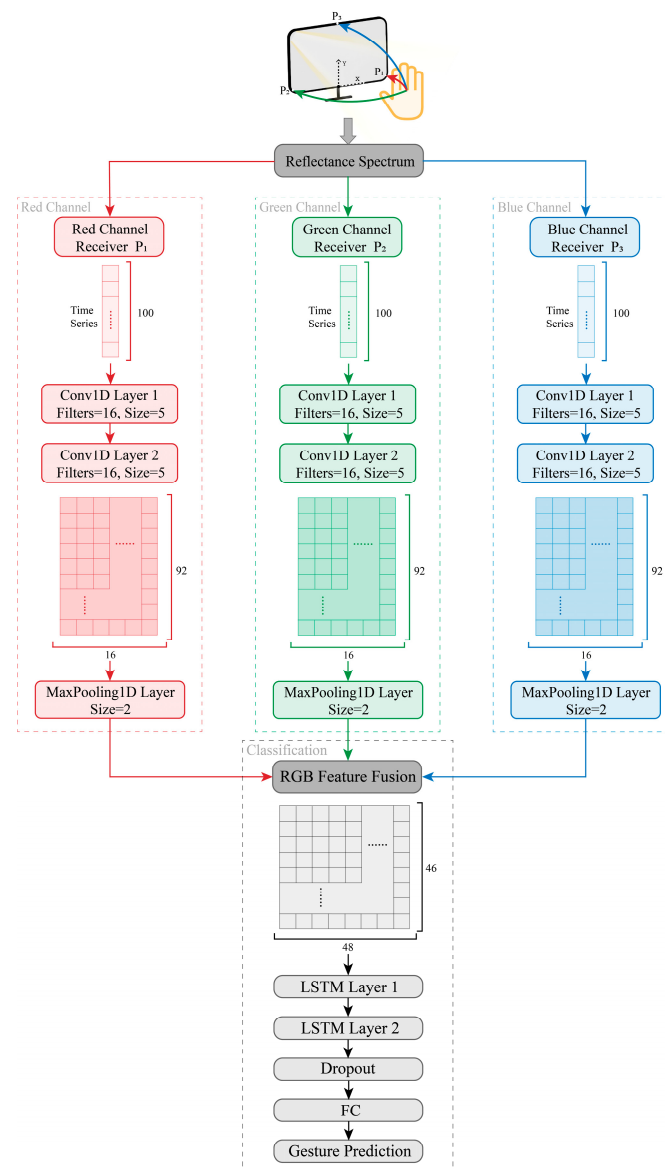 P₃
Y
X
P₁
P₂
Reflectance Spectrum
Red Channel
Red Channel
Receiver P₁
Time
Series
100
Conv1D Layer 1
Filters=16, Size=5
Conv1D Layer 2
Filters=16, Size=5
92
16
MaxPooling1D Layer
Size=2
Green Channel
Green Channel
Receiver P₂
Time
Series
100
Conv1D Layer 1
Filters=16, Size=5
Conv1D Layer 2
Filters=16, Size=5
92
16
MaxPooling1D Layer
Size=2
Blue Channel
Blue Channel
Receiver P₃
Time
Series
100
Conv1D Layer 1
Filters=16, Size=5
Conv1D Layer 2
Filters=16, Size=5
92
16
MaxPooling1D Layer
Size=2
Classification
RGB Feature Fusion
46
48
LSTM Layer 1
LSTM Layer 2
Dropout
FC
Gesture Prediction